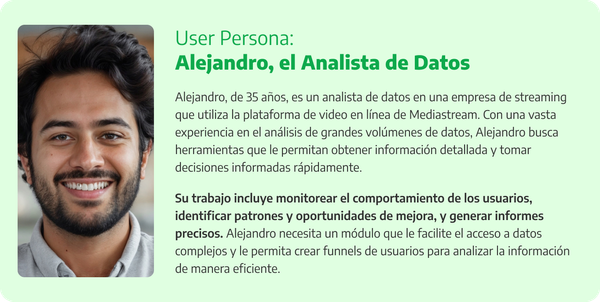 User Persona:
Alejandro, el Analista de Datos
Alejandro, de 35 años, es un analista de datos en una empresa de streaming
que utiliza la plataforma de video en línea de Mediastream. Con una vasta
experiencia en el análisis de grandes volúmenes de datos, Alejandro busca
herramientas que le permitan obtener información detallada y tomar
decisiones informadas rápidamente.
Su trabajo incluye monitorear el comportamiento de los usuarios,
identificar patrones y oportunidades de mejora, y generar informes
precisos. Alejandro necesita un módulo que le facilite el acceso a datos
complejos y le permita crear funnels de usuarios para analizar la información
de manera eficiente.